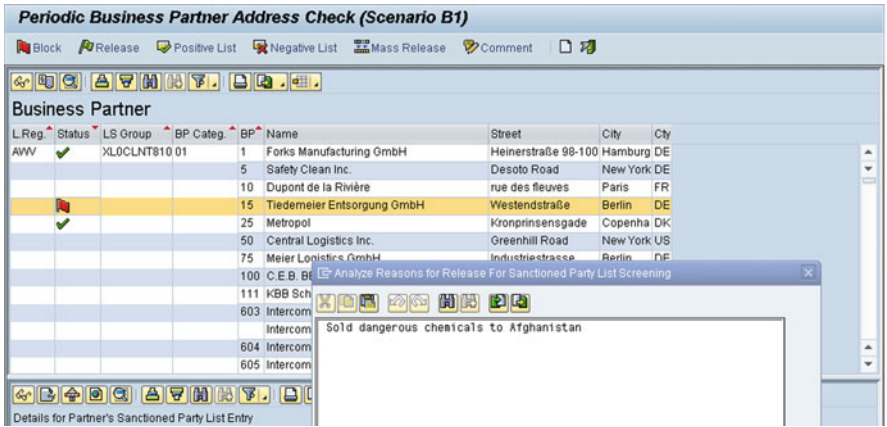 Periodic Business Partner Address Check (Scenario B1)
Block Release Positive List Negative List Mass Release Comment
Business Partner
L.Reg. Status LS Group BP Categ. BP Name Street City Cty
AWV XL0CLNT810 01 1 Forks Manufacturing GmbH Heinerstraße 98-100 Hamburg DE
5 Safety Clean Inc. Desoto Road New York DE
10 Dupont de la Rivière rue des fleuves Paris FR
15 Tiedemeier Entsorgung GmbH Westendstraße Berlin DE
25 Metropol Kronprinsensgade Copenha DK
50 Central Logistics Inc. Greenhill Road New York US
75 Meier Logistics GmbH Industriestrasse Berlin DE
100 C.E.B. BE
111 KBB Sch
603 Intercom
Intercom
604 Intercom
605 Intercom
Analyze Reasons for Release For Sanctioned Party List Screening
Sold dangerous chemicals to Afghanistan
Details for Partner's Sanctioned Party List Entry